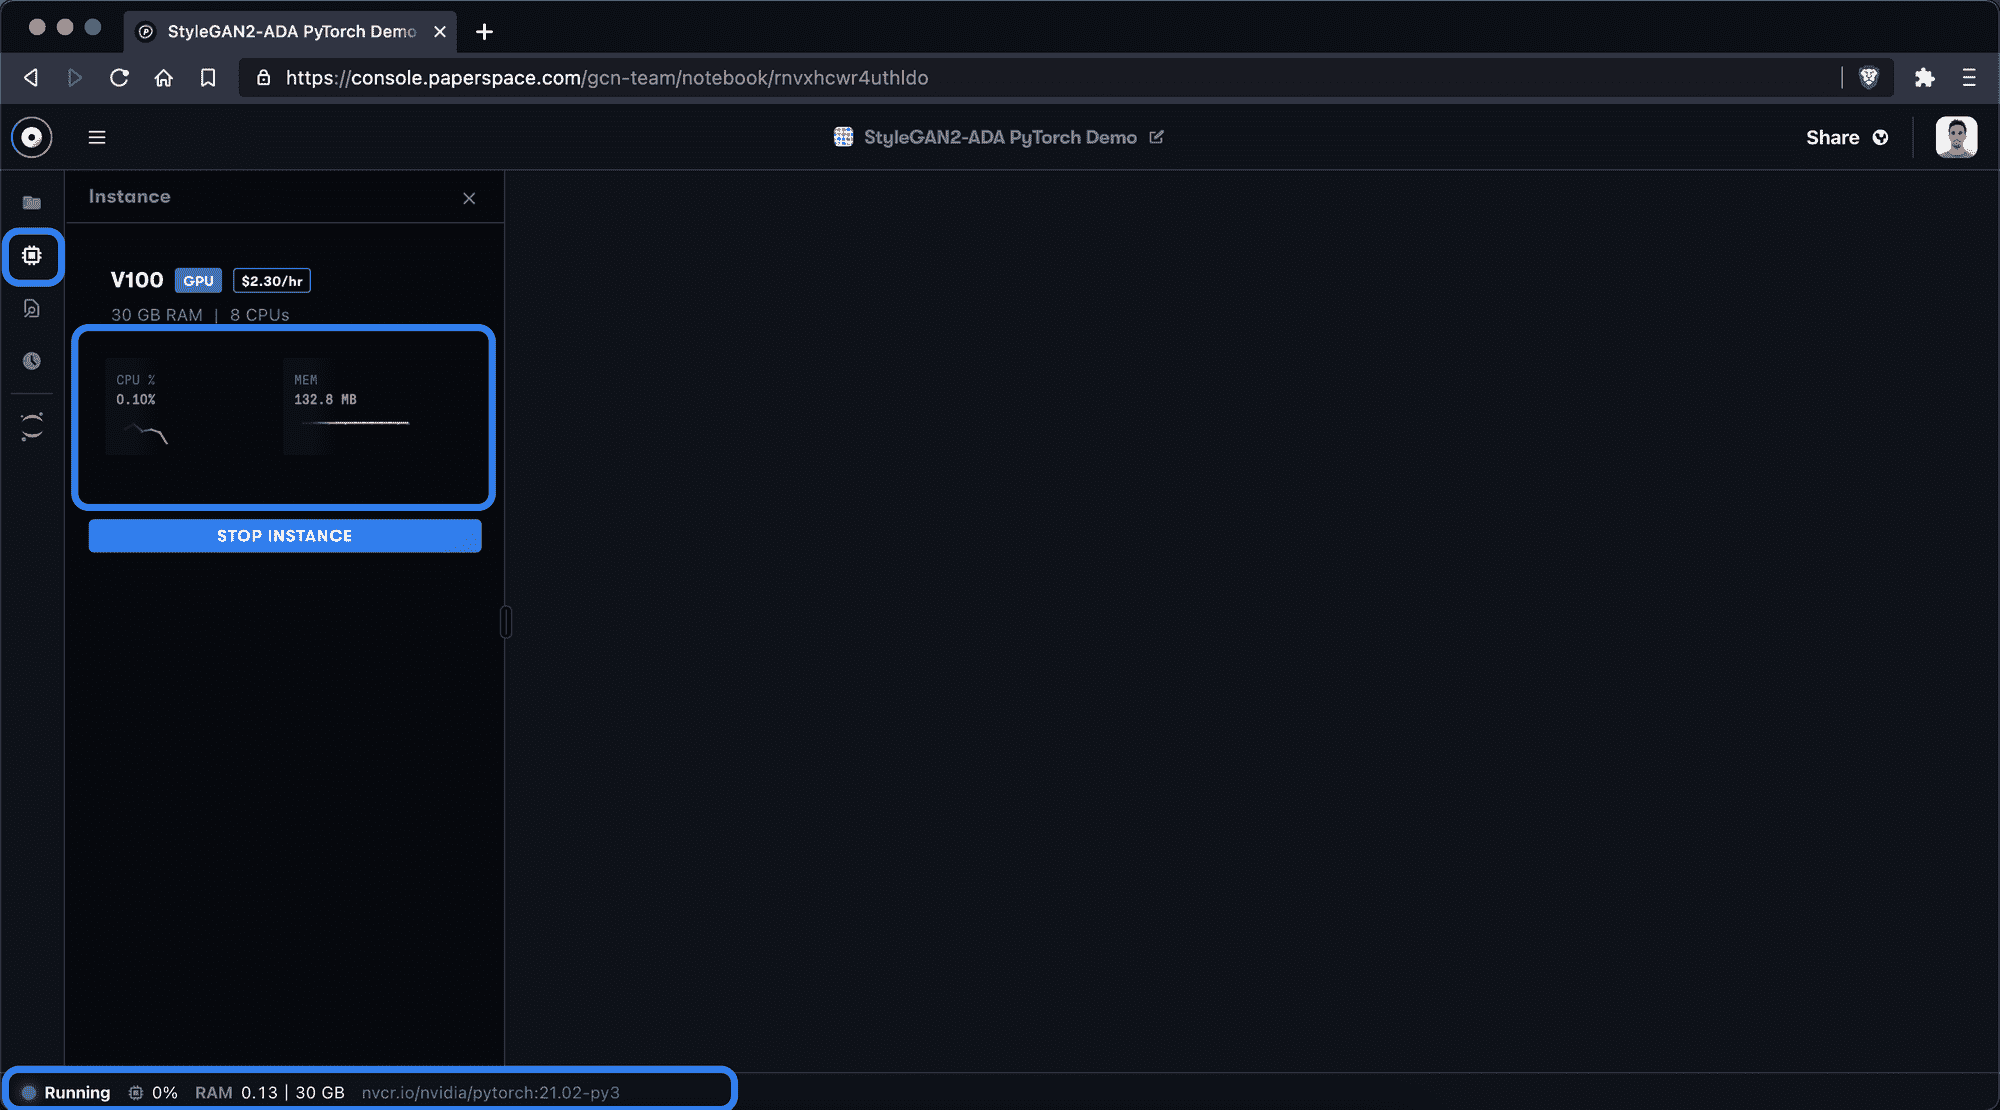 StyleGAN2-ADA PyTorch Demo
https://console.paperspace.com/gcn-team/notebook/rnvxhcwr4uthldo
StyleGAN2-ADA PyTorch Demo
Share
Instance
V100 GPU $2.30/hr
30 GB RAM | 8 CPUs
CPU % MEM
0.10% 132.8 MB
STOP INSTANCE
Running 0% RAM 0.13 | 30 GB nvcr.io/nvidia/pytorch:21.02-py3